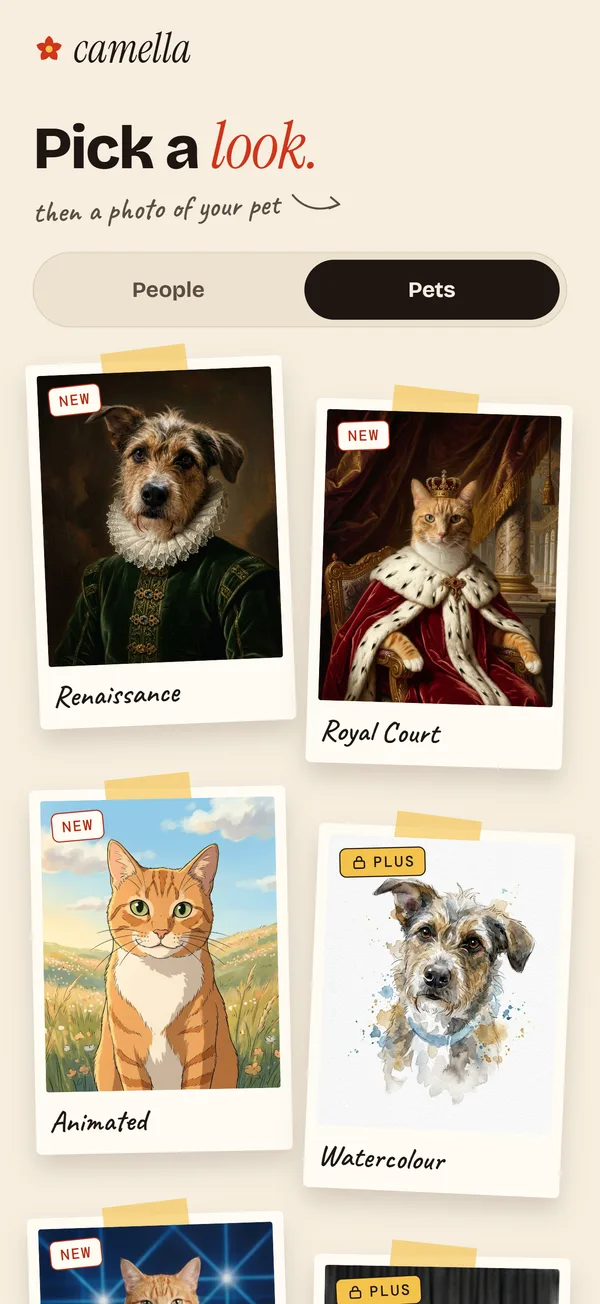 camella
Pick a look.
then a photo of your pet
People
Pets
NEW
Renaissance
NEW
Royal Court
NEW
Animated
PLUS
Watercolour
NEW
PLUS